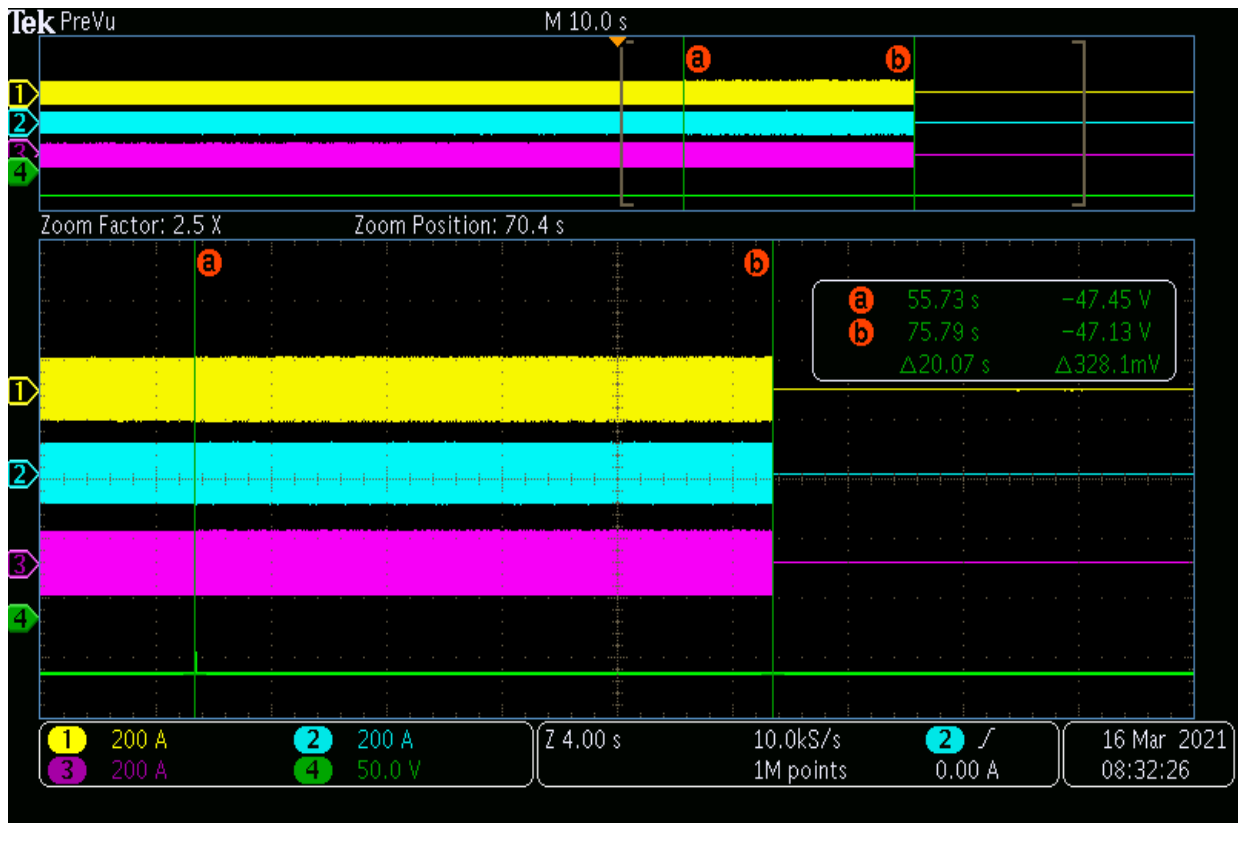 Tek PreVu M 10.0 s
a b
1
2
3
4
Zoom Factor: 2.5 X Zoom Position: 70.4 s
a b
a 55.73 s −47.45 V
b 75.79 s −47.13 V
△20.07 s △328.1mV
1
2
3
4
1 200 A 2 200 A Z 4.00 s 10.0kS/s 2 16 Mar 2021
3 200 A 4 50.0 V 1M points 0.00 A 08:32:26